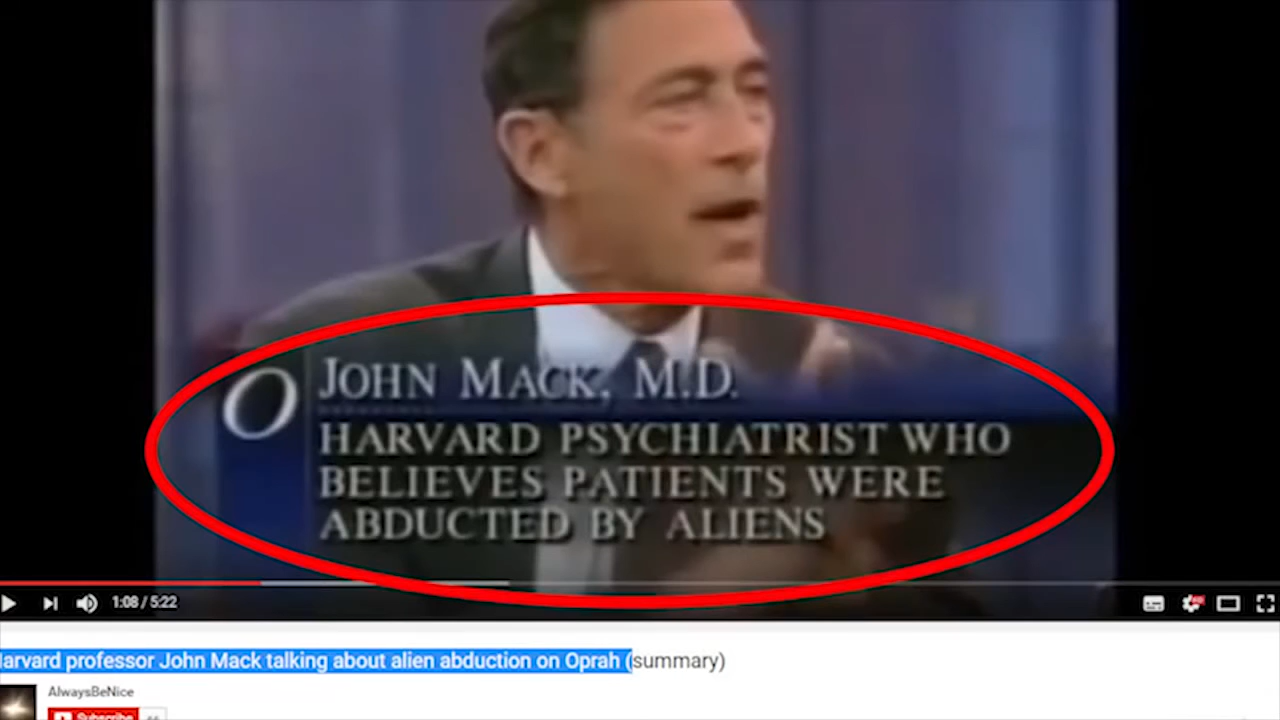 O
JOHN MACK, M.D.
HARVARD PSYCHIATRIST WHO
BELIEVES PATIENTS WERE
ABDUCTED BY ALIENS
1:08 / 5:22
arvard professor John Mack talking about alien abduction on Oprah (summary)
AlwaysBeNice
Subscribe